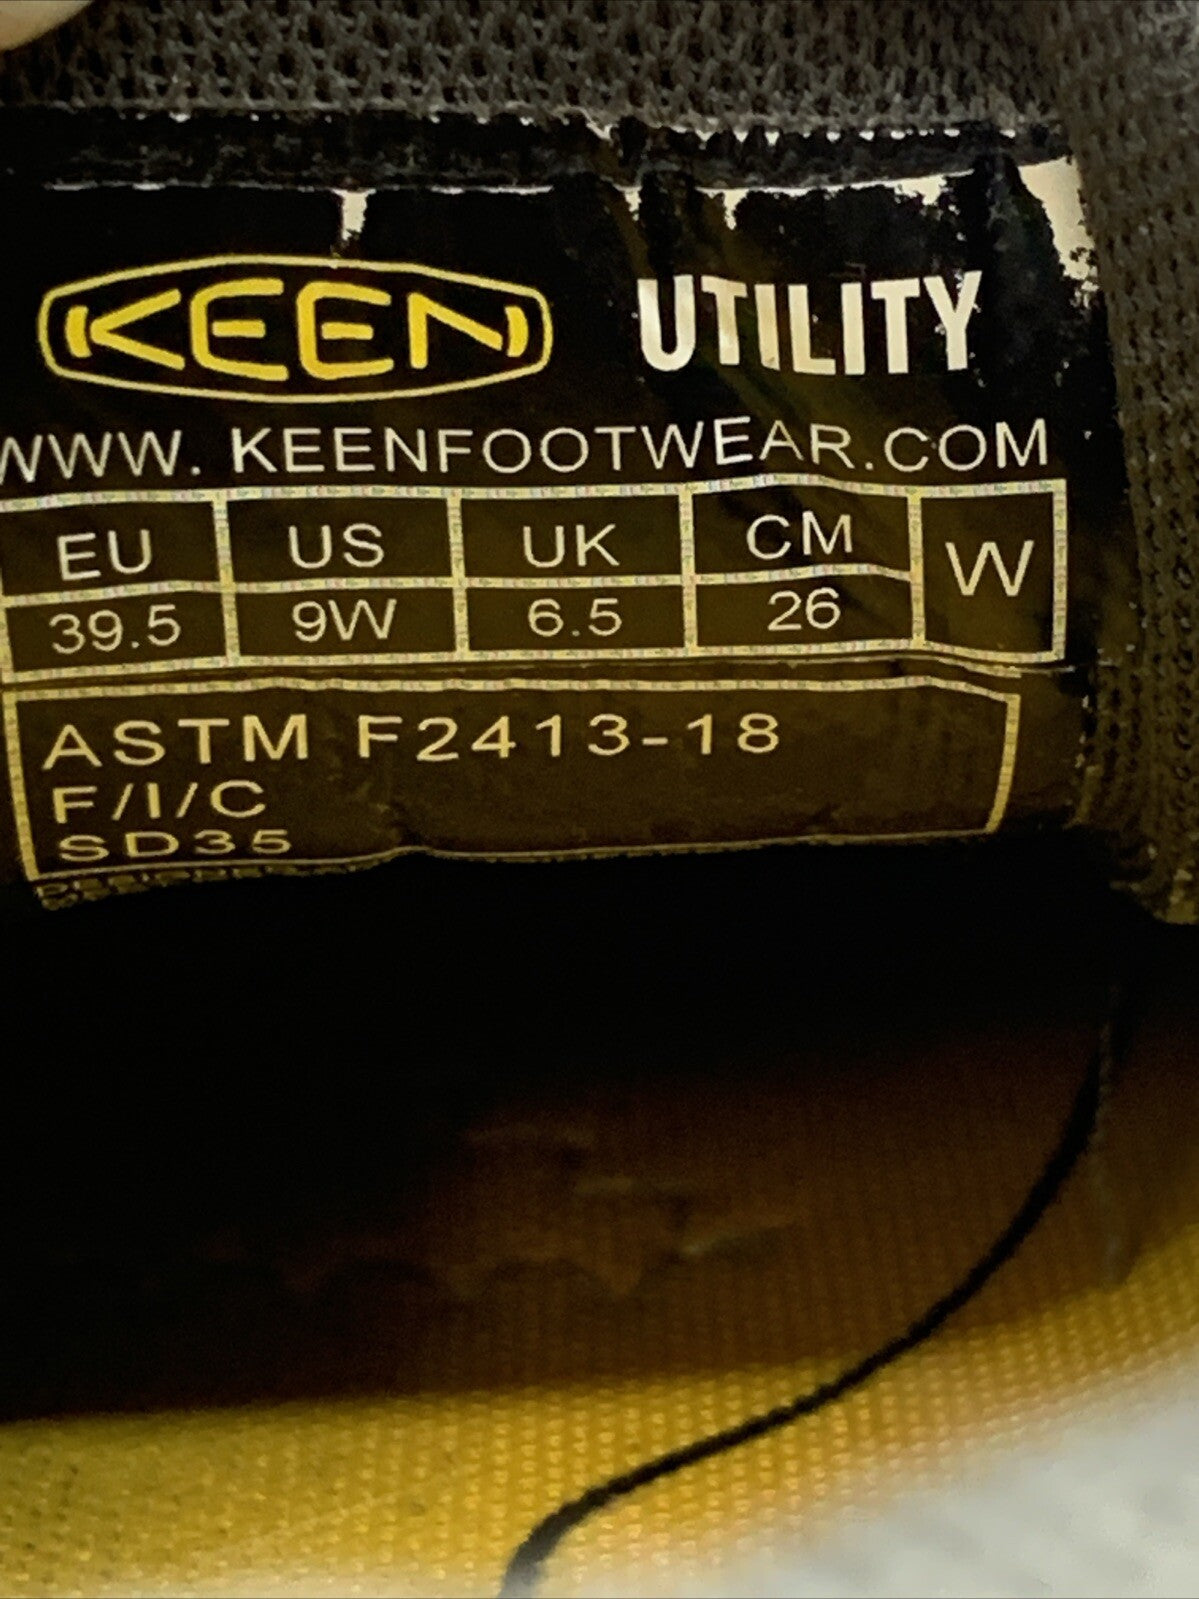 KEEN UTILITY
WWW. KEENFOOTWEAR.COM
EU US UK CM W
39.5 9W 6.5 26
ASTM F2413-18
F/I/C
SD35